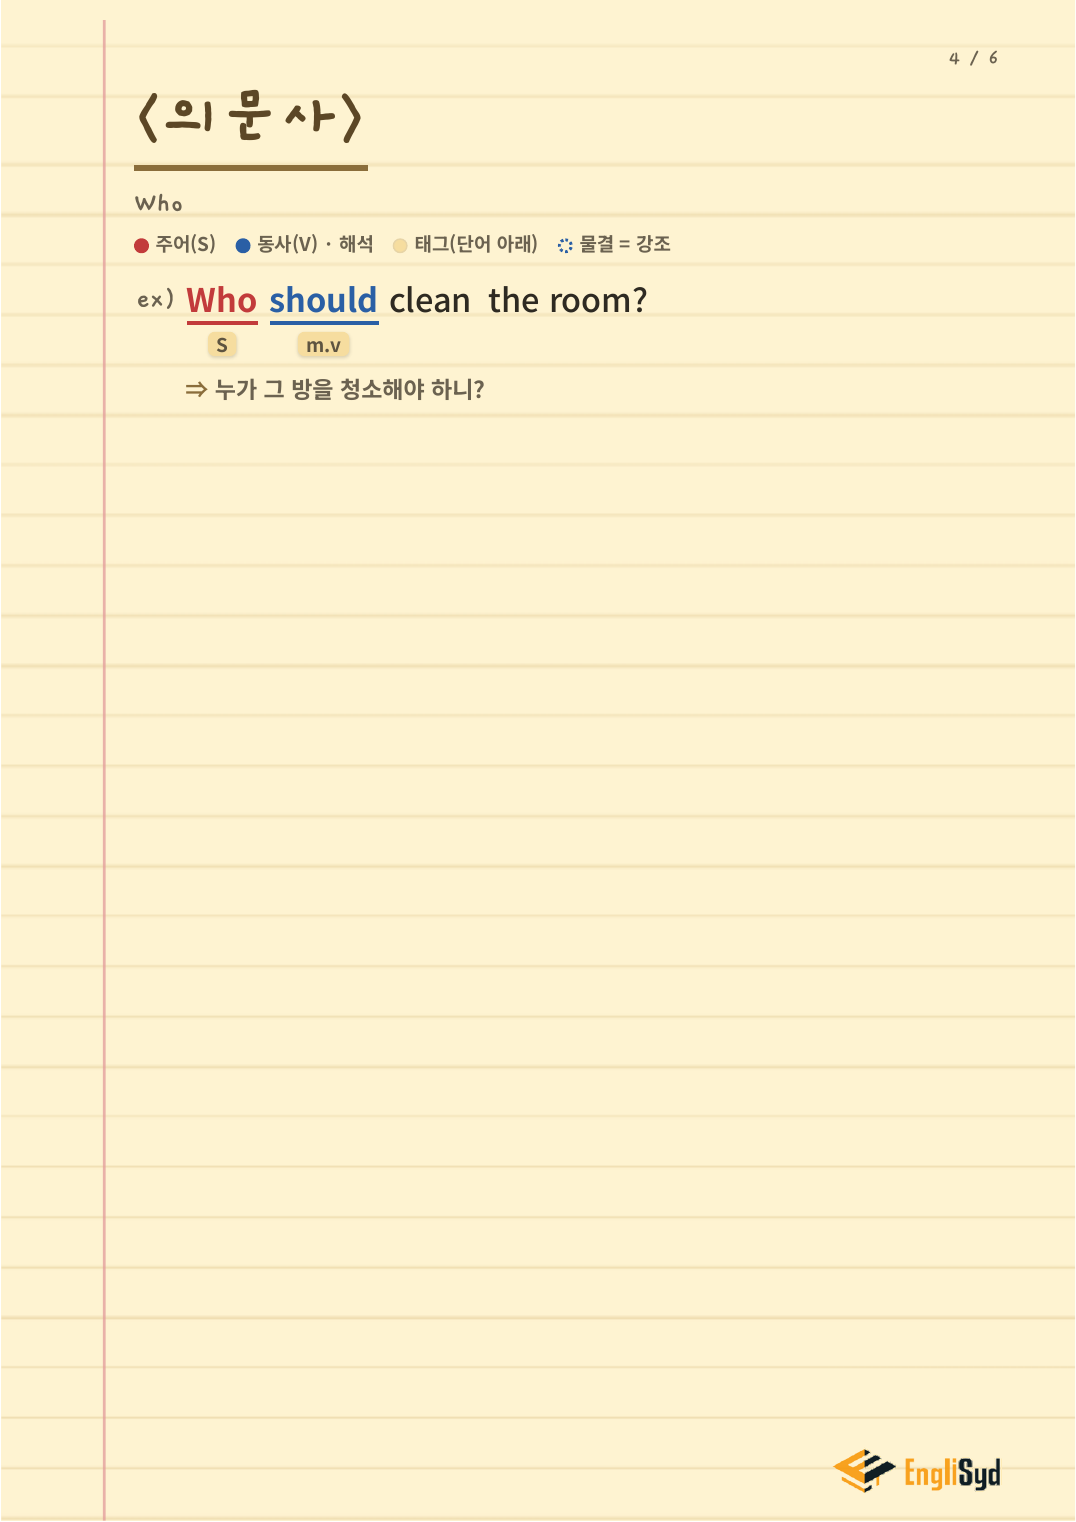 4 / 6
<의문사>
Who
주어(S) 동사(V) · 해석 태그(단어 아래) 물결 = 강조
ex) Who should clean the room?
S m.v
⇒ 누가 그 방을 청소해야 하니?
EngliSyd